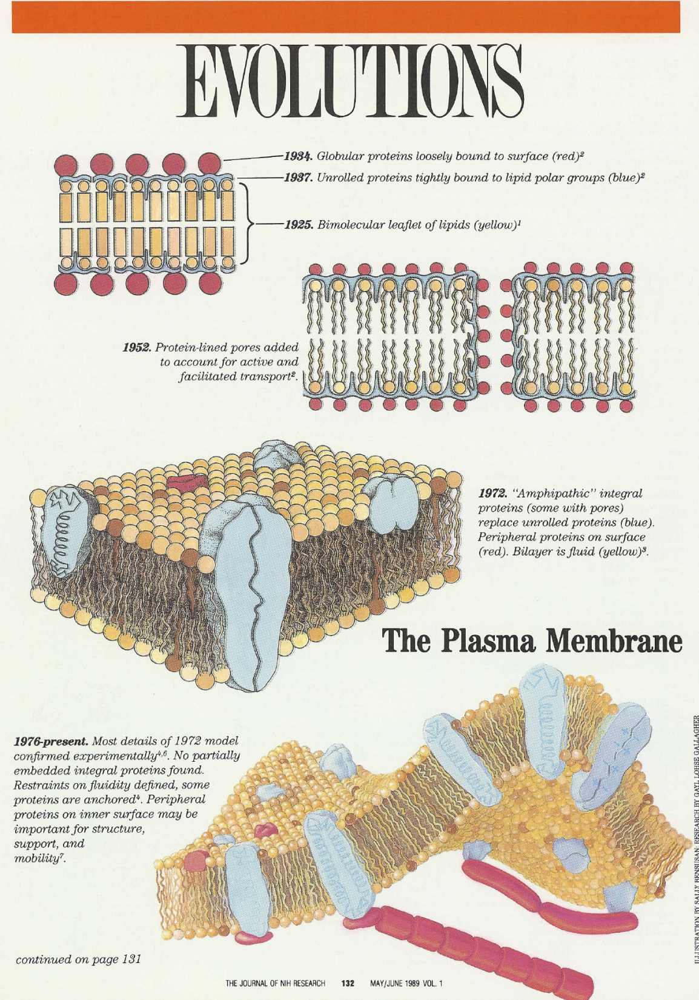 EVOLUTIONS
1934. Globular proteins loosely bound to surface (red)²
1937. Unrolled proteins tightly bound to lipid polar groups (blue)²
1925. Bimolecular leaflet of lipids (yellow)¹
1952. Protein-lined pores added
to account for active and
facilitated transport².
1972. “Amphipathic” integral
proteins (some with pores)
replace unrolled proteins (blue).
Peripheral proteins on surface
(red). Bilayer is fluid (yellow)³.
The Plasma Membrane
1976-present. Most details of 1972 model
confirmed experimentally⁴,⁶. No partially
embedded integral proteins found.
Restraints on fluidity defined, some
proteins are anchored⁴. Peripheral
proteins on inner surface may be
important for structure,
support, and
mobility⁷.
ILLUSTRATION BY SALLY BENSUSAN: RESEARCH BY GAYL LOHSE GALLAGHER
continued on page 131
THE JOURNAL OF NIH RESEARCH 132 MAY/JUNE 1989 VOL. 1